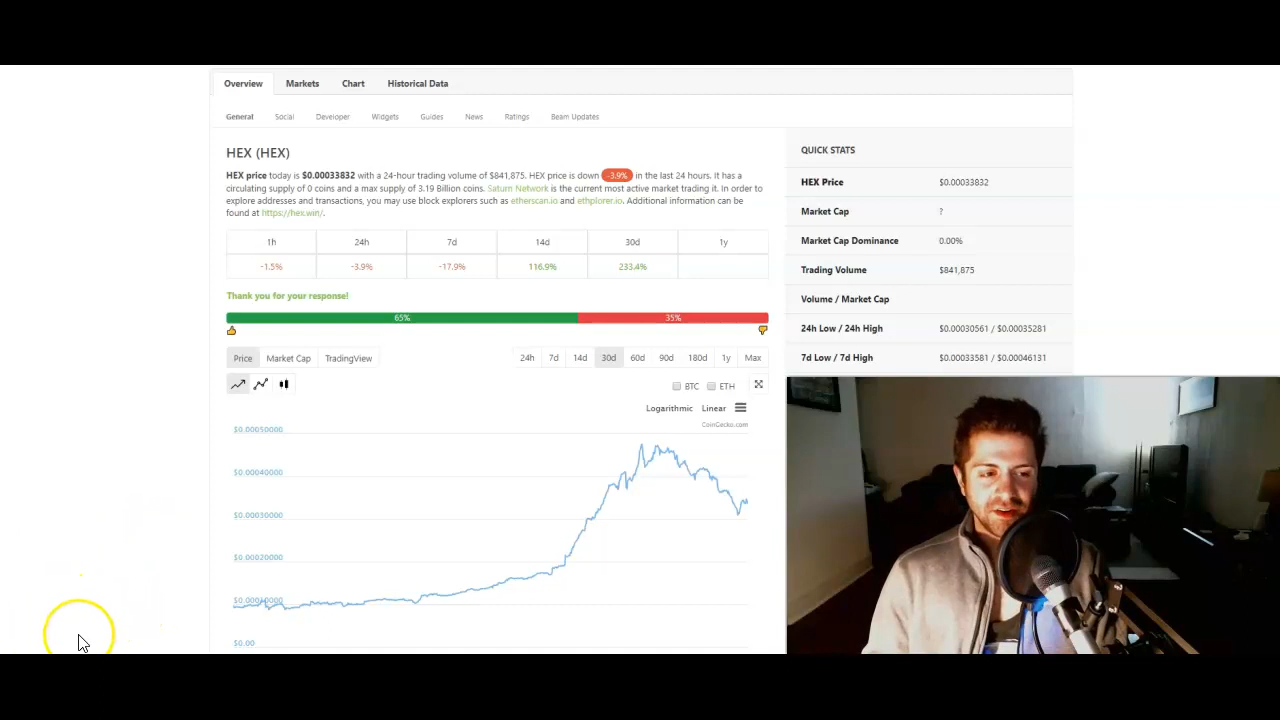 Overview Markets Chart Historical Data
General Social Developer Widgets Guides News Ratings Beam Updates
HEX (HEX)
HEX price today is $0.00033832 with a 24-hour trading volume of $841,875. HEX price is down -3.9% in the last 24 hours. It has a
circulating supply of 0 coins and a max supply of 3.19 Billion coins. Saturn Network is the current most active market trading it. In order to
explore addresses and transactions, you may use block explorers such as etherscan.io and ethplorer.io. Additional information can be
found at https://hex.win/.
1h 24h 7d 14d 30d 1y
-1.5% -3.9% -17.9% 116.9% 233.4%
Thank you for your response!
65% 35%
Price Market Cap TradingView 24h 7d 14d 30d 60d 90d 180d 1y Max
BTC ETH
Logarithmic Linear
CoinGecko.com
$0.00050000
$0.00040000
$0.00030000
$0.00020000
$0.00010000
$0.00
QUICK STATS
HEX Price $0.00033832
Market Cap ?
Market Cap Dominance 0.00%
Trading Volume $841,875
Volume / Market Cap
24h Low / 24h High $0.00030561 / $0.00035281
7d Low / 7d High $0.00033581 / $0.00046131